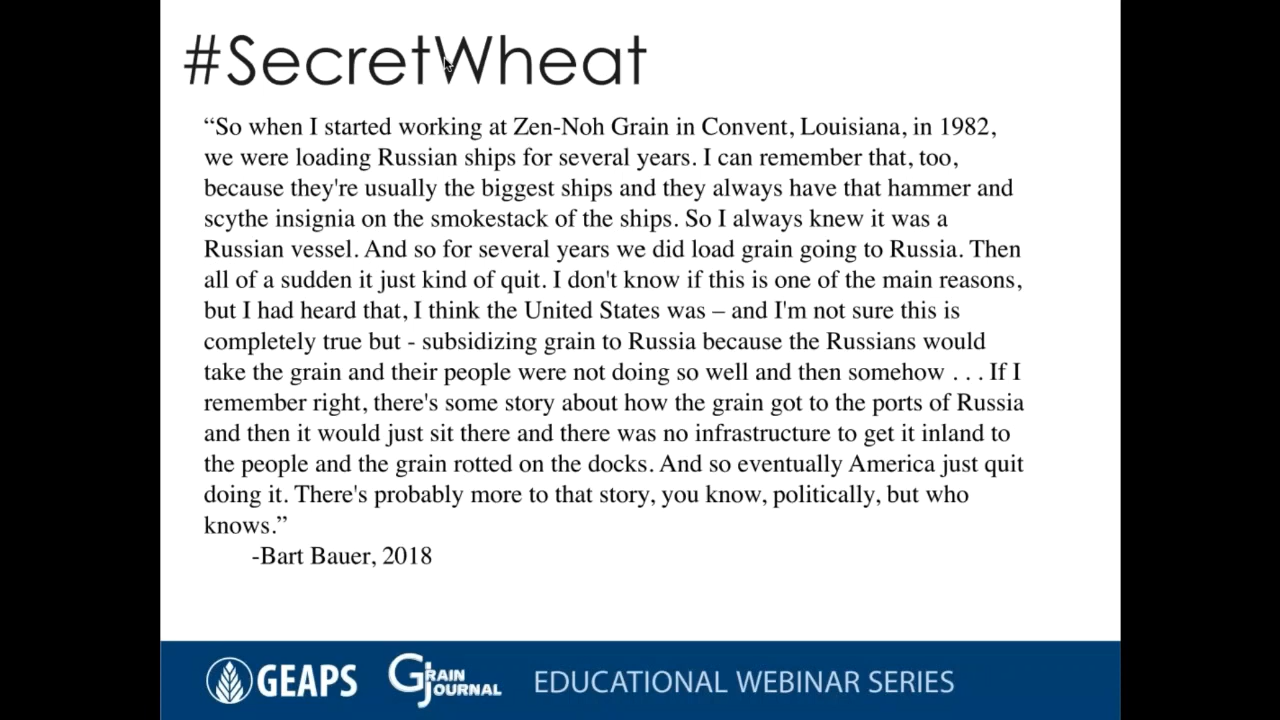 #SecretWheat
“So when I started working at Zen-Noh Grain in Convent, Louisiana, in 1982,
we were loading Russian ships for several years. I can remember that, too,
because they're usually the biggest ships and they always have that hammer and
scythe insignia on the smokestack of the ships. So I always knew it was a
Russian vessel. And so for several years we did load grain going to Russia. Then
all of a sudden it just kind of quit. I don't know if this is one of the main reasons,
but I had heard that, I think the United States was – and I'm not sure this is
completely true but - subsidizing grain to Russia because the Russians would
take the grain and their people were not doing so well and then somehow . . . If I
remember right, there's some story about how the grain got to the ports of Russia
and then it would just sit there and there was no infrastructure to get it inland to
the people and the grain rotted on the docks. And so eventually America just quit
doing it. There's probably more to that story, you know, politically, but who
knows.”
-Bart Bauer, 2018
GEAPS GRAIN JOURNAL EDUCATIONAL WEBINAR SERIES